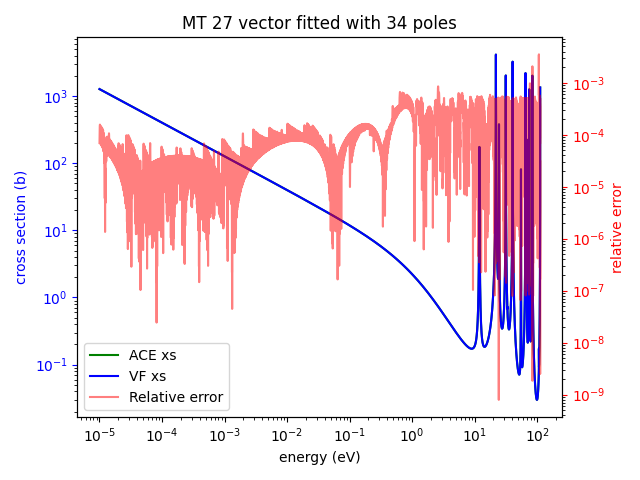 MT 27 vector fitted with 34 poles
cross section (b)
10³
10²
10¹
10⁰
10⁻¹
10⁻³
10⁻⁴
10⁻⁵
10⁻⁶
10⁻⁷
10⁻⁸
10⁻⁹
relative error
ACE xs
VF xs
Relative error
10⁻⁵ 10⁻⁴ 10⁻³ 10⁻² 10⁻¹ 10⁰ 10¹ 10²
energy (eV)